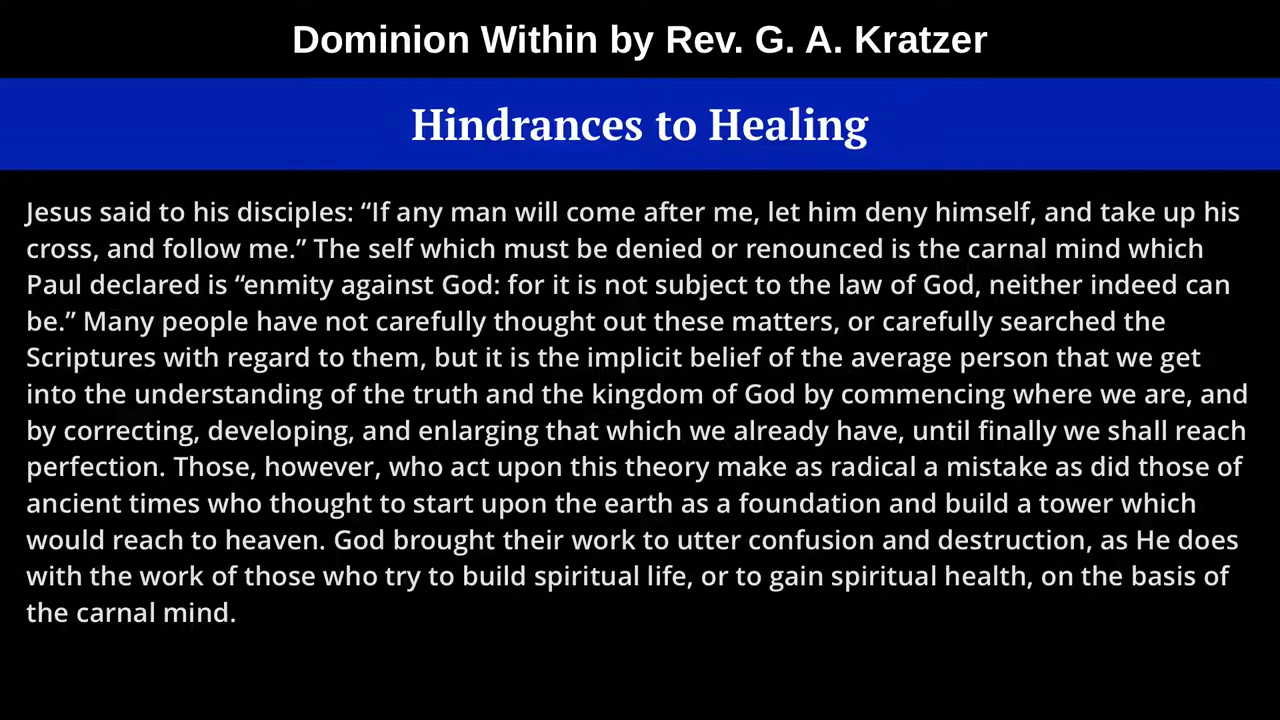 Dominion Within by Rev. G. A. Kratzer
Hindrances to Healing
Jesus said to his disciples: “If any man will come after me, let him deny himself, and take up his
cross, and follow me.” The self which must be denied or renounced is the carnal mind which
Paul declared is “enmity against God: for it is not subject to the law of God, neither indeed can
be.” Many people have not carefully thought out these matters, or carefully searched the
Scriptures with regard to them, but it is the implicit belief of the average person that we get
into the understanding of the truth and the kingdom of God by commencing where we are, and
by correcting, developing, and enlarging that which we already have, until finally we shall reach
perfection. Those, however, who act upon this theory make as radical a mistake as did those of
ancient times who thought to start upon the earth as a foundation and build a tower which
would reach to heaven. God brought their work to utter confusion and destruction, as He does
with the work of those who try to build spiritual life, or to gain spiritual health, on the basis of
the carnal mind.